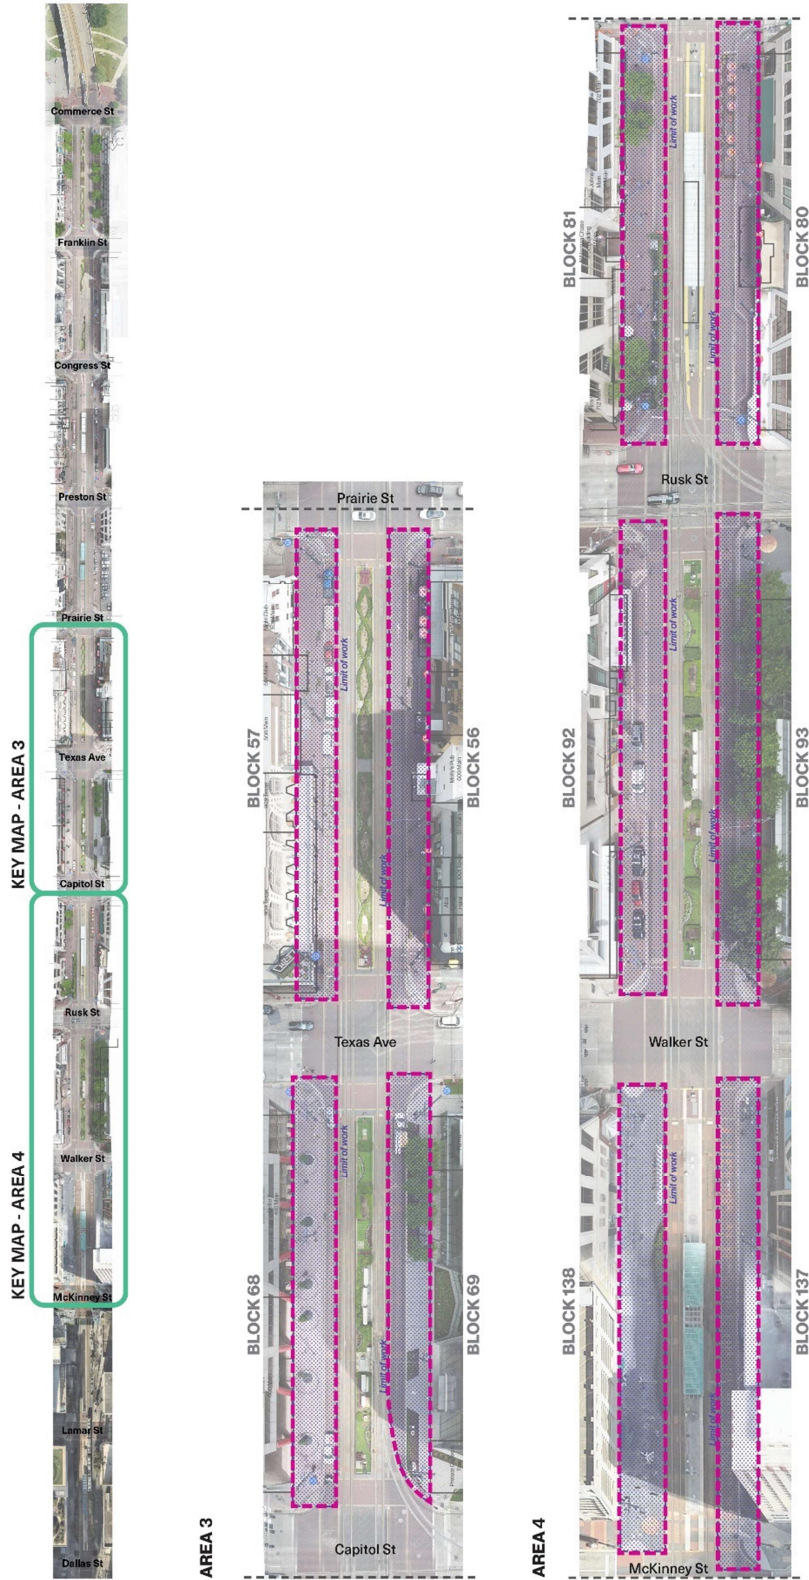 Commerce St
Franklin St
Congress St
Preston St
Prairie St
KEY MAP - AREA 3
Texas Ave
Capitol St
KEY MAP - AREA 4
Rusk St
Walker St
McKinney St
Lamar St
Dallas St
AREA 3
Prairie St
BLOCK 57
Limit of work
BLOCK 56
Limit of work
Texas Ave
BLOCK 68
Limit of work
BLOCK 69
Limit of work
Capitol St
AREA 4
BLOCK 81
Limit of work
BLOCK 80
Limit of work
Rusk St
BLOCK 92
Limit of work
BLOCK 93
Limit of work
Walker St
BLOCK 138
Limit of work
BLOCK 137
Limit of work
McKinney St